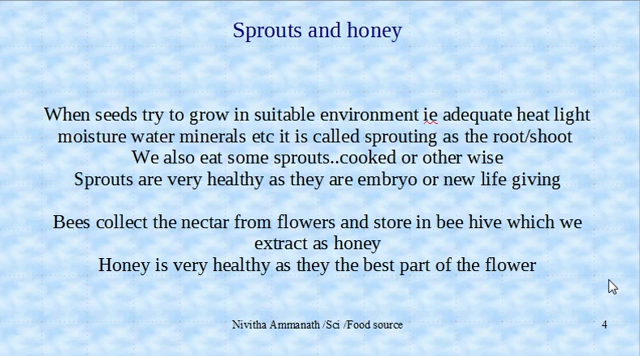 Sprouts and honey
When seeds try to grow in suitable environment ie adequate heat light
moisture water minerals etc it is called sprouting as the root/shoot
We also eat some sprouts..cooked or other wise
Sprouts are very healthy as they are embryo or new life giving
Bees collect the nectar from flowers and store in bee hive which we
extract as honey
Honey is very healthy as they the best part of the flower
Nivitha Ammanath /Sci /Food source 4